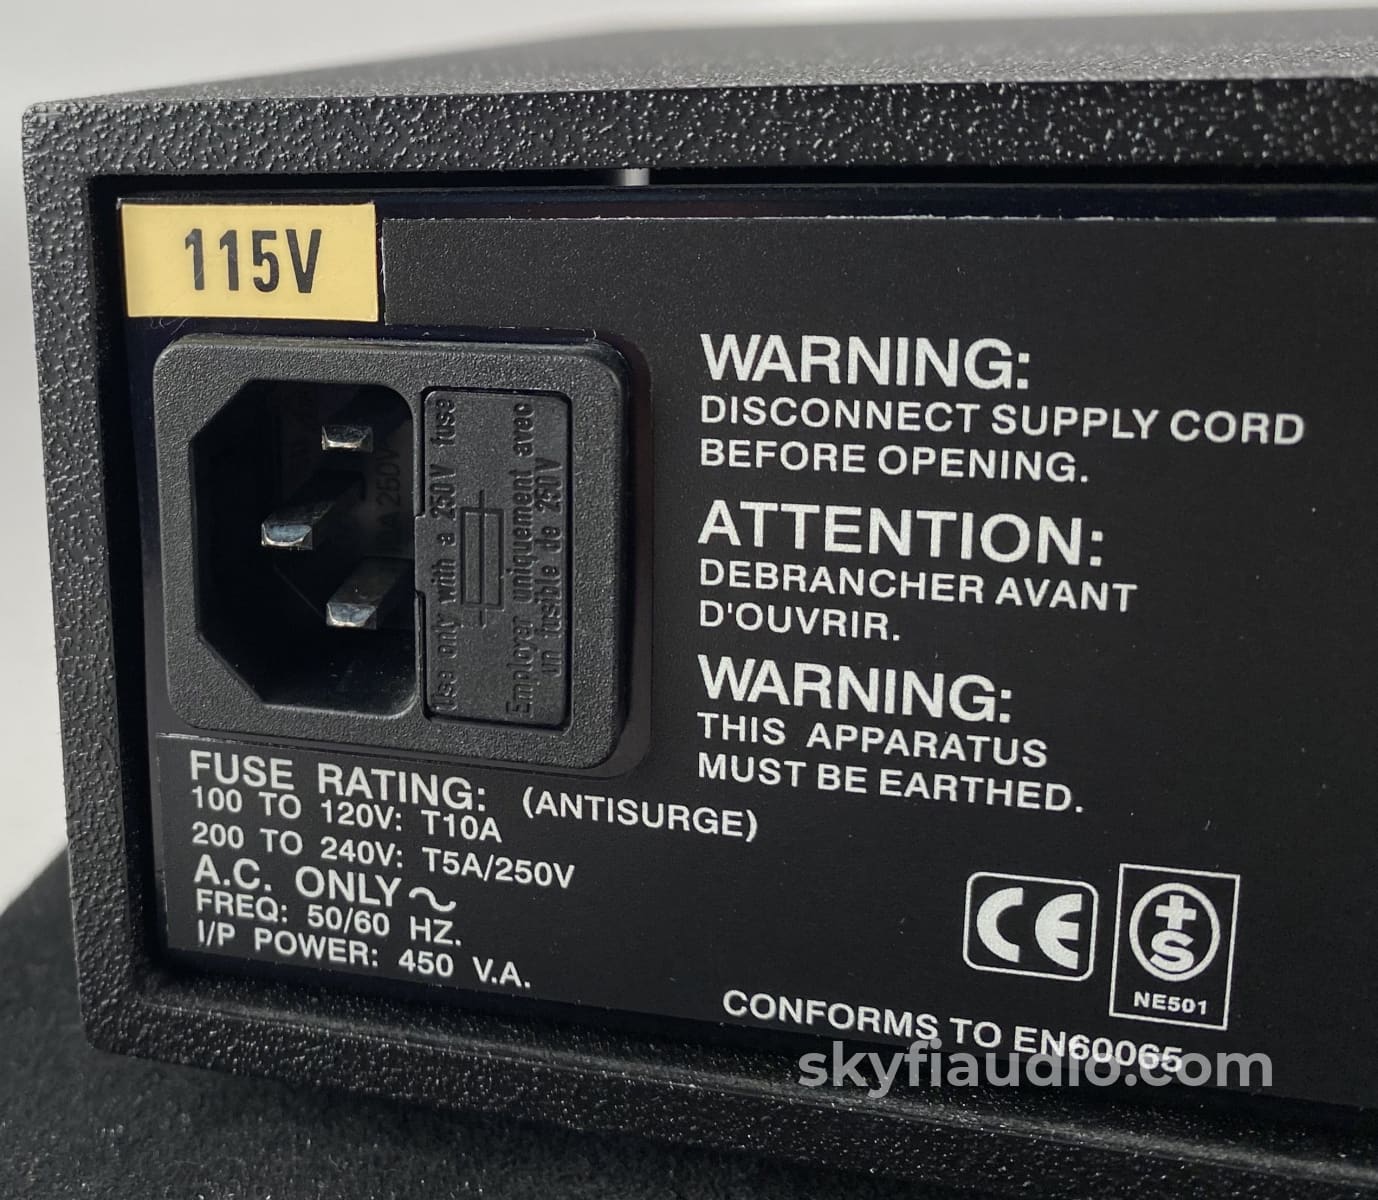 115V
Use only with a 250V fuse
Employer uniquement avec
un fusible de 250V
WARNING:
DISCONNECT SUPPLY CORD
BEFORE OPENING.
ATTENTION:
DEBRANCHER AVANT
D'OUVRIR.
WARNING:
THIS APPARATUS
MUST BE EARTHED.
FUSE RATING: (ANTISURGE)
100 TO 120V: T10A
200 TO 240V: T5A/250V
A.C. ONLY ~
FREQ: 50/60 HZ.
I/P POWER: 450 V.A.
CE
+S
NE501
CONFORMS TO EN60065
skyfiaudio.com